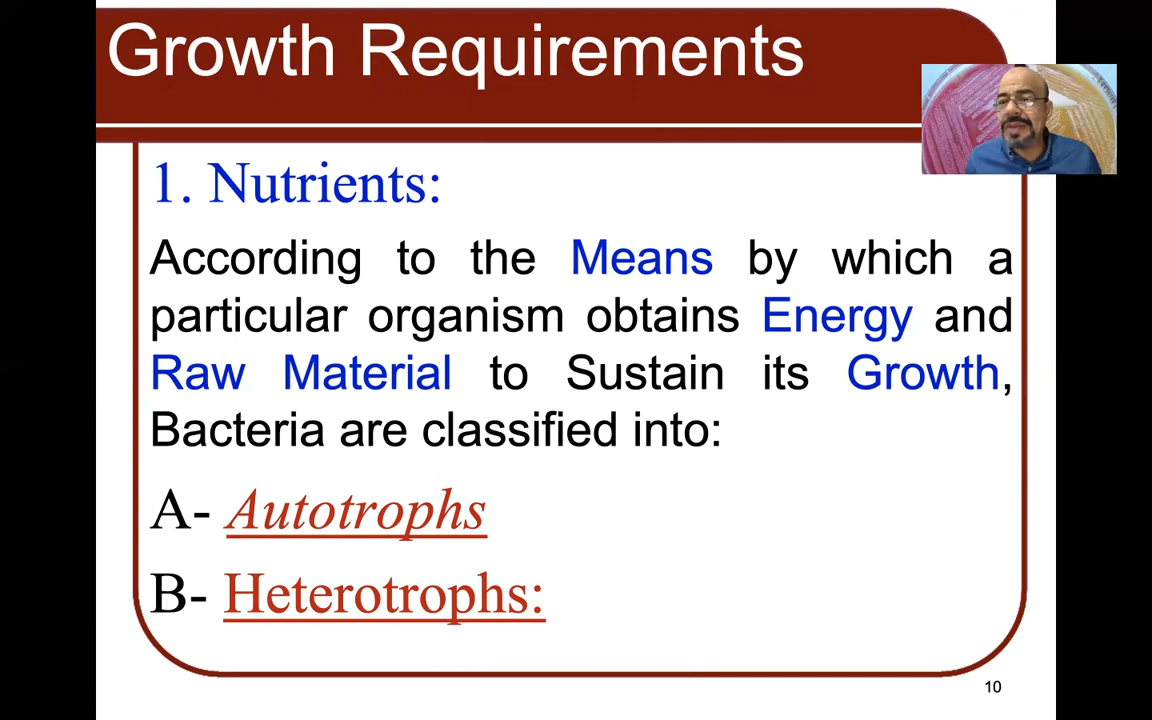 Growth Requirements
1. Nutrients:
According to the Means by which a
particular organism obtains Energy and
Raw Material to Sustain its Growth,
Bacteria are classified into:
A- Autotrophs
B- Heterotrophs:
10